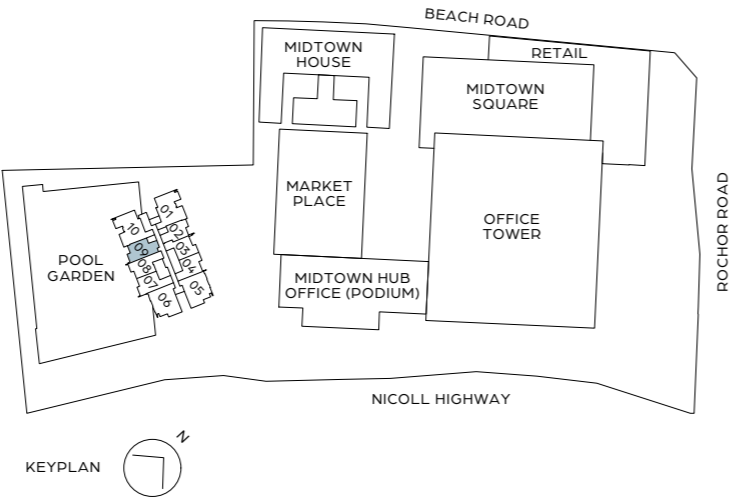 BEACH ROAD
MIDTOWN
HOUSE
RETAIL
MIDTOWN
SQUARE
MARKET
PLACE
OFFICE
TOWER
ROCHOR ROAD
01
10
02
09
03
08
04
07
05
06
POOL
GARDEN
MIDTOWN HUB
OFFICE (PODIUM)
NICOLL HIGHWAY
N
KEYPLAN